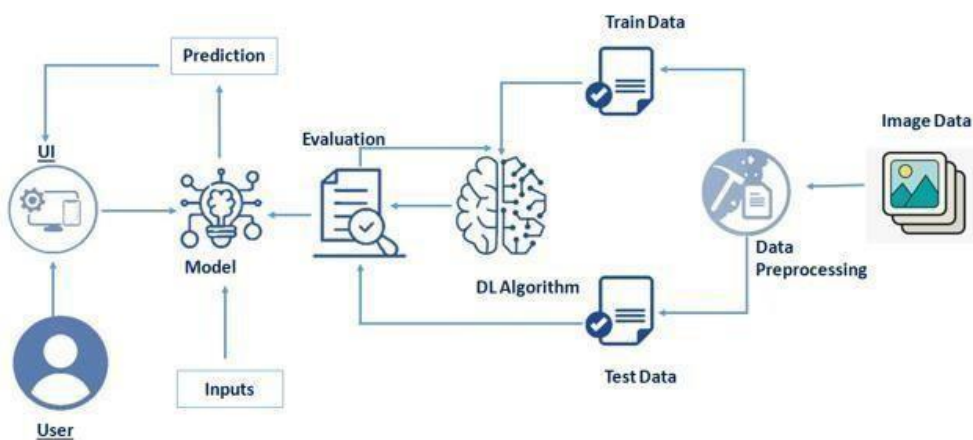 Train Data
Prediction
Image Data
Evaluation
UI
Data
Preprocessing
Model
DL Algorithm
Test Data
Inputs
User